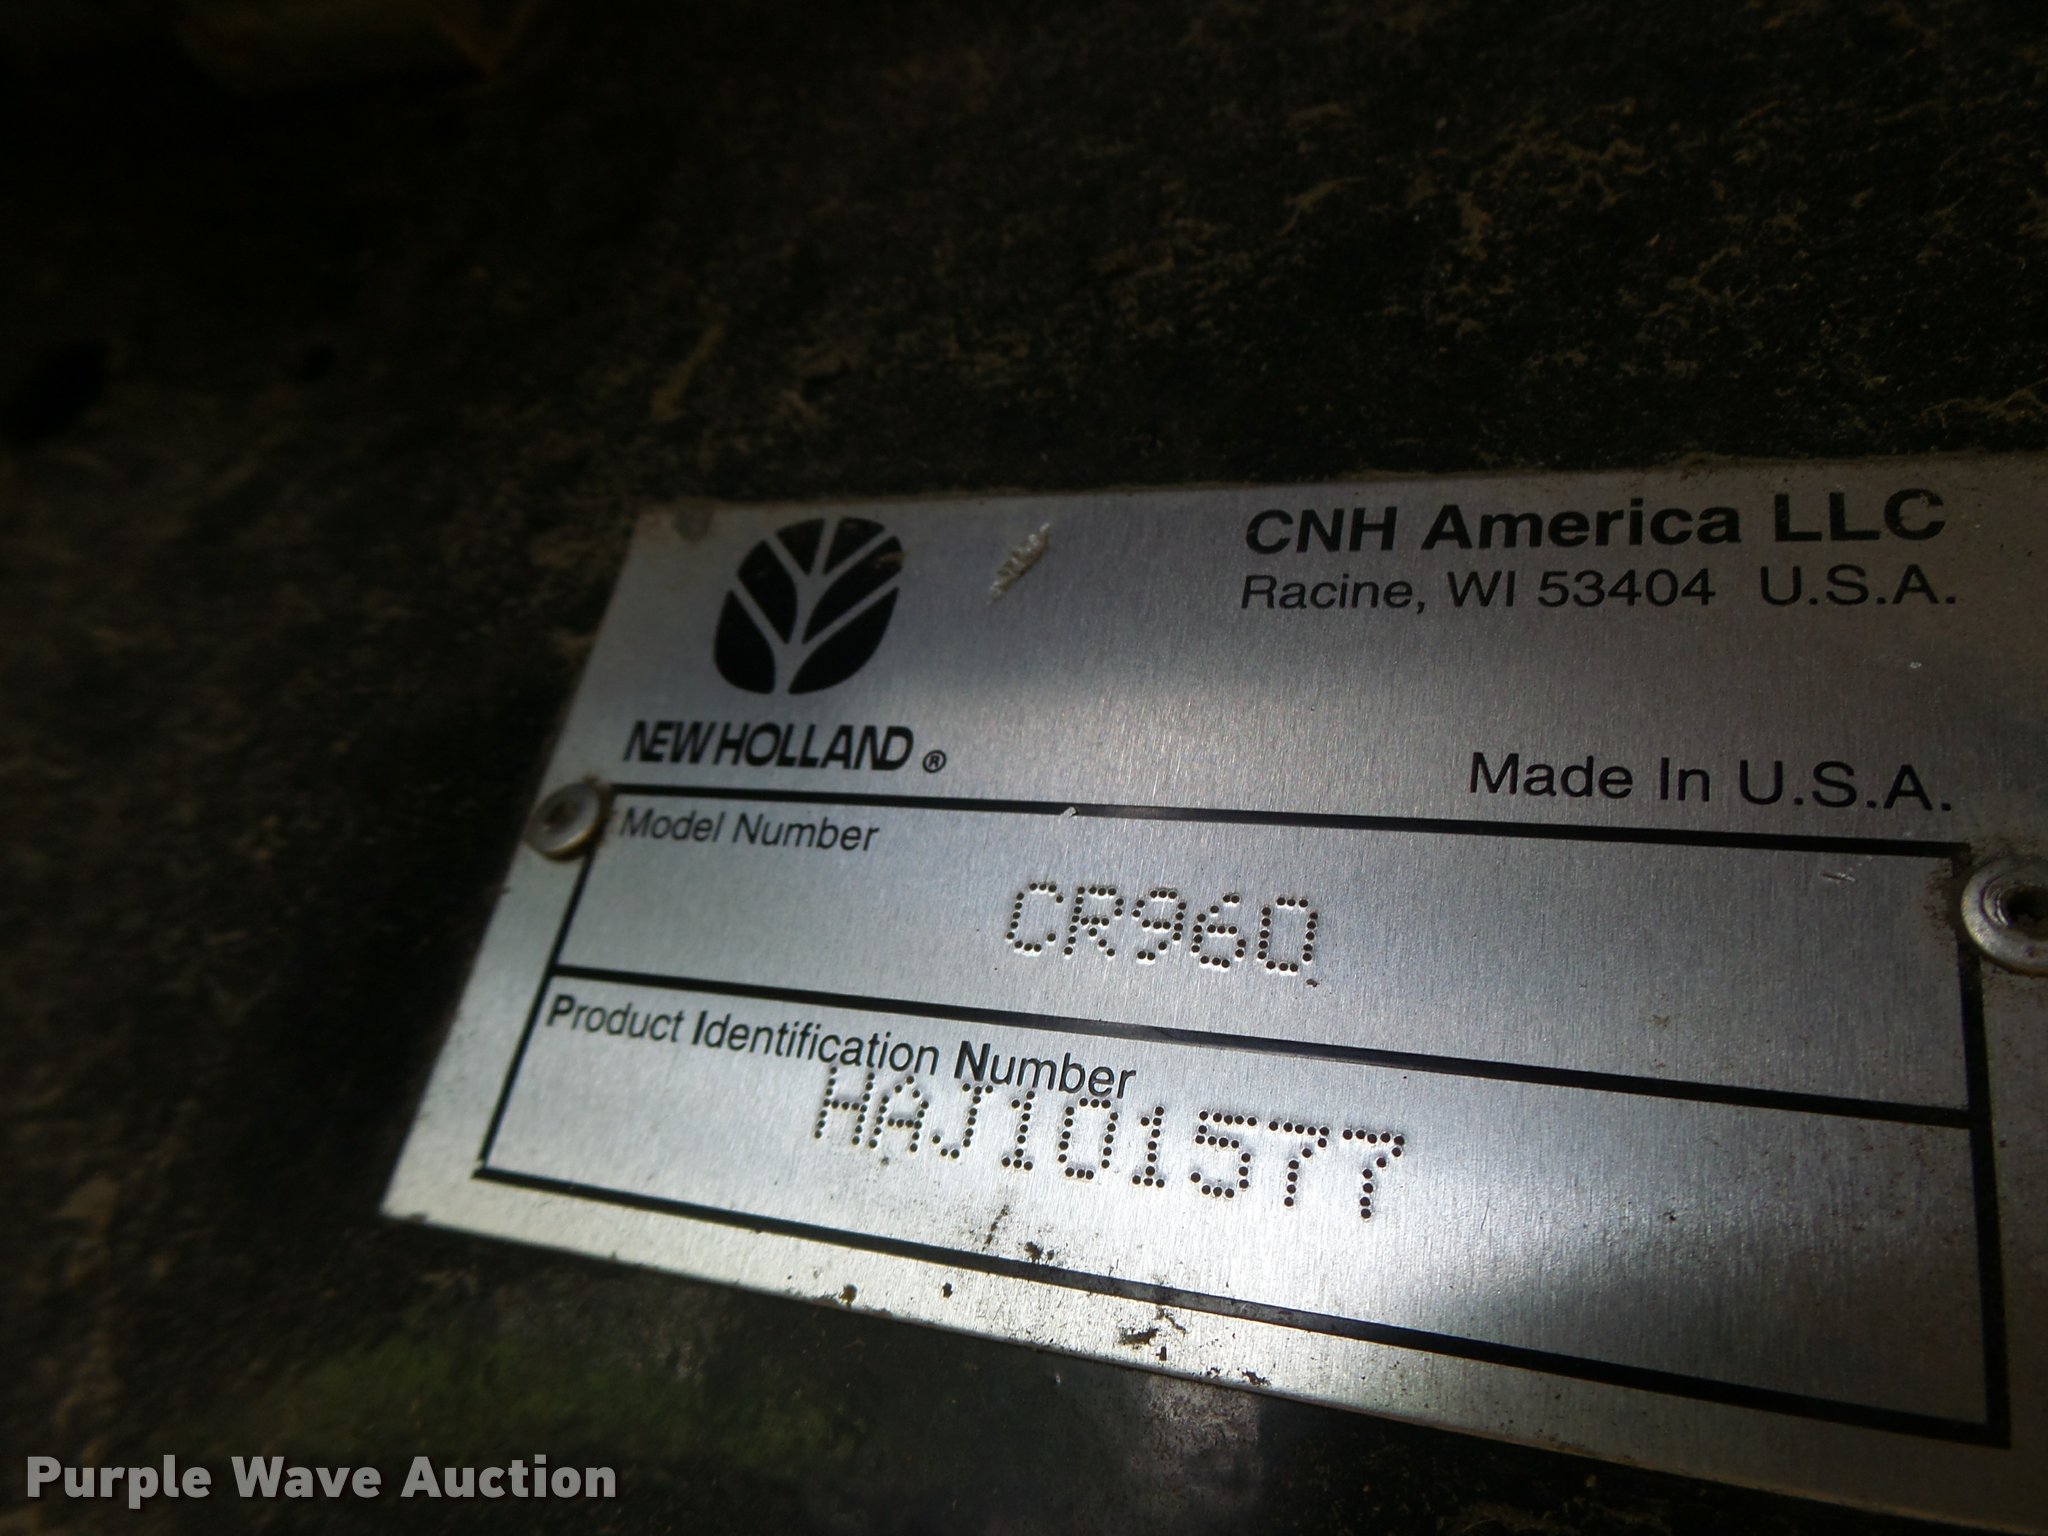 CNH America LLC
Racine, WI 53404 U.S.A.
NEW HOLLAND ®
Made In U.S.A.
Model Number
CR960
Product Identification Number
HAJ101577
Purple Wave Auction